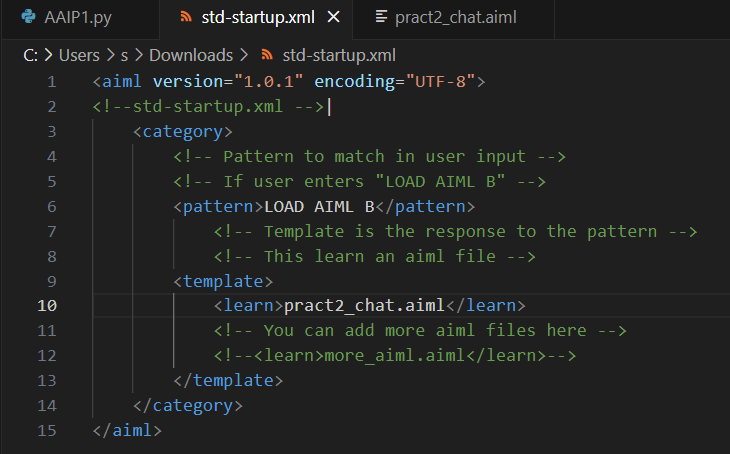 AAIP1.py std-startup.xml × pract2_chat.aiml
C: > Users > s > Downloads > std-startup.xml
1 <aiml version="1.0.1" encoding="UTF-8">
2 <!--std-startup.xml -->
3 <category>
4 <!-- Pattern to match in user input -->
5 <!-- If user enters "LOAD AIML B" -->
6 <pattern>LOAD AIML B</pattern>
7 <!-- Template is the response to the pattern -->
8 <!-- This learn an aiml file -->
9 <template>
10 <learn>pract2_chat.aiml</learn>
11 <!-- You can add more aiml files here -->
12 <!--<learn>more_aiml.aiml</learn>-->
13 </template>
14 </category>
15 </aiml>